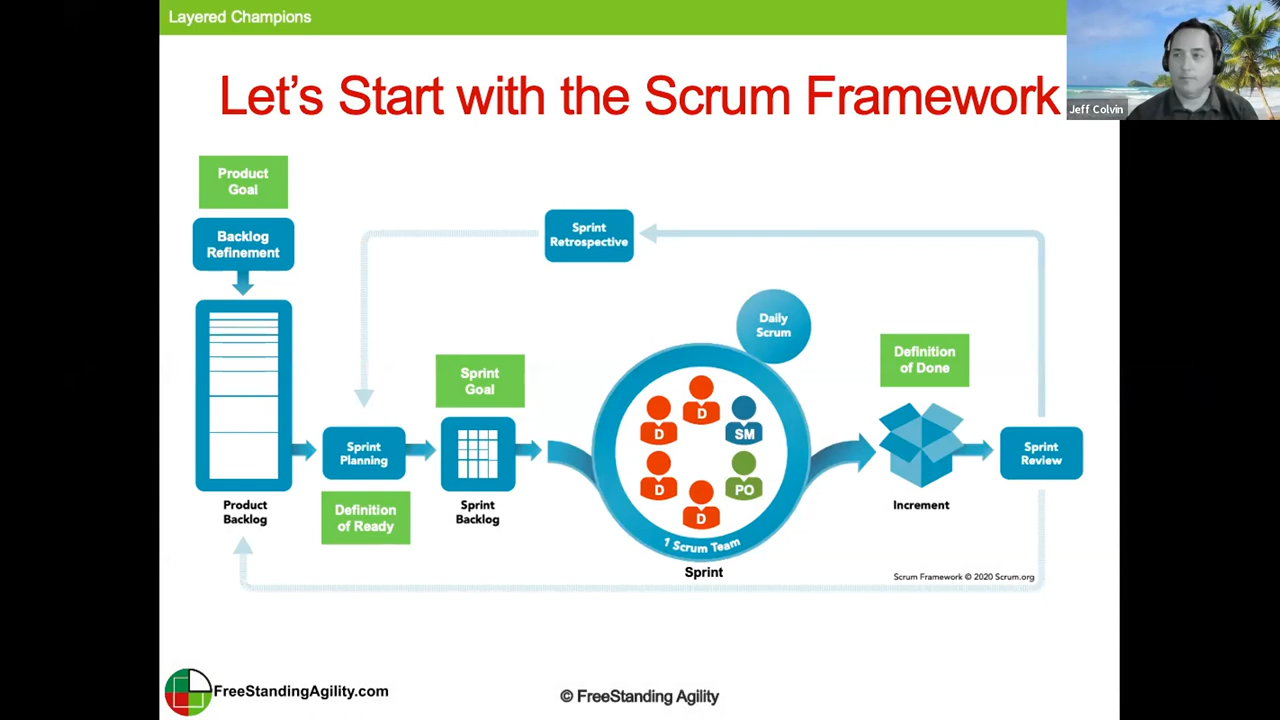 Layered Champions
Let's Start with the Scrum Framework
Jeff Colvin
Product
Goal
Backlog
Refinement
Sprint
Retrospective
Daily
Scrum
Definition
of Done
Sprint
Goal
D
D
SM
D
PO
D
Sprint
Planning
Sprint
Review
Product
Backlog
Definition
of Ready
Sprint
Backlog
Increment
1 Scrum Team
Sprint
Scrum Framework © 2020 Scrum.org
FreeStandingAgility.com
© FreeStanding Agility